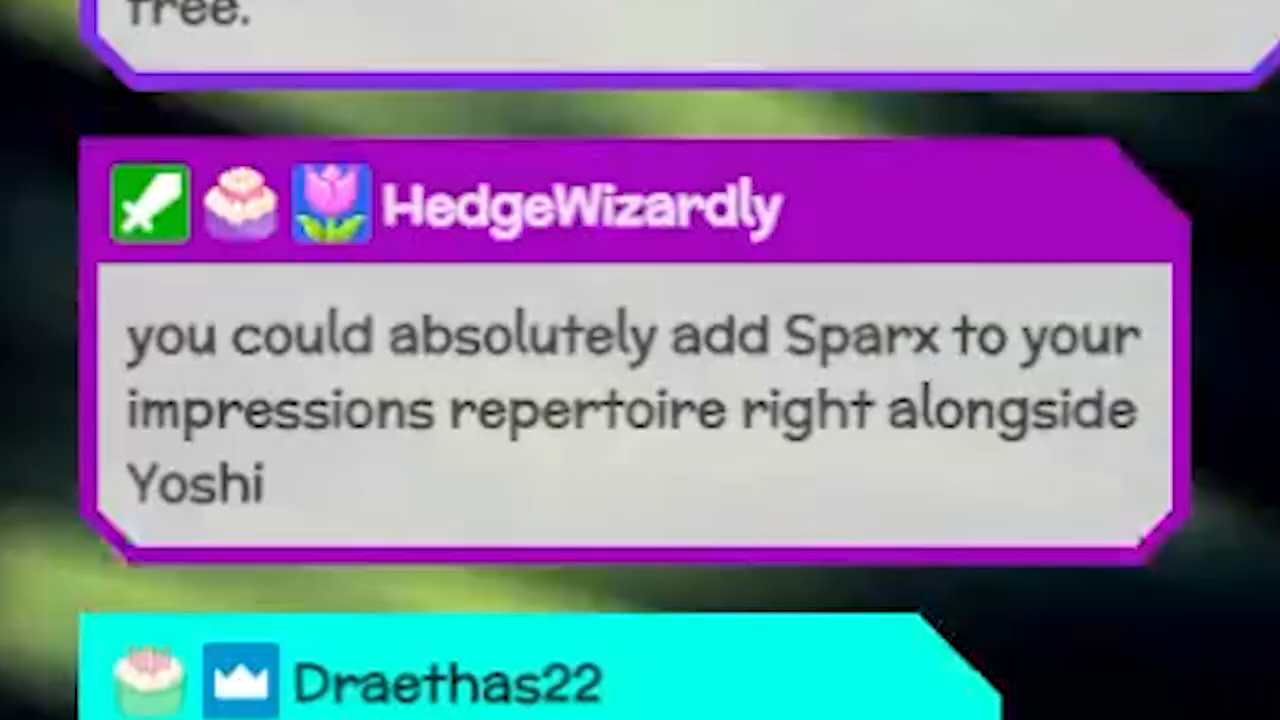 free.
HedgeWizardly
you could absolutely add Sparx to your
impressions repertoire right alongside
Yoshi
Draethas22